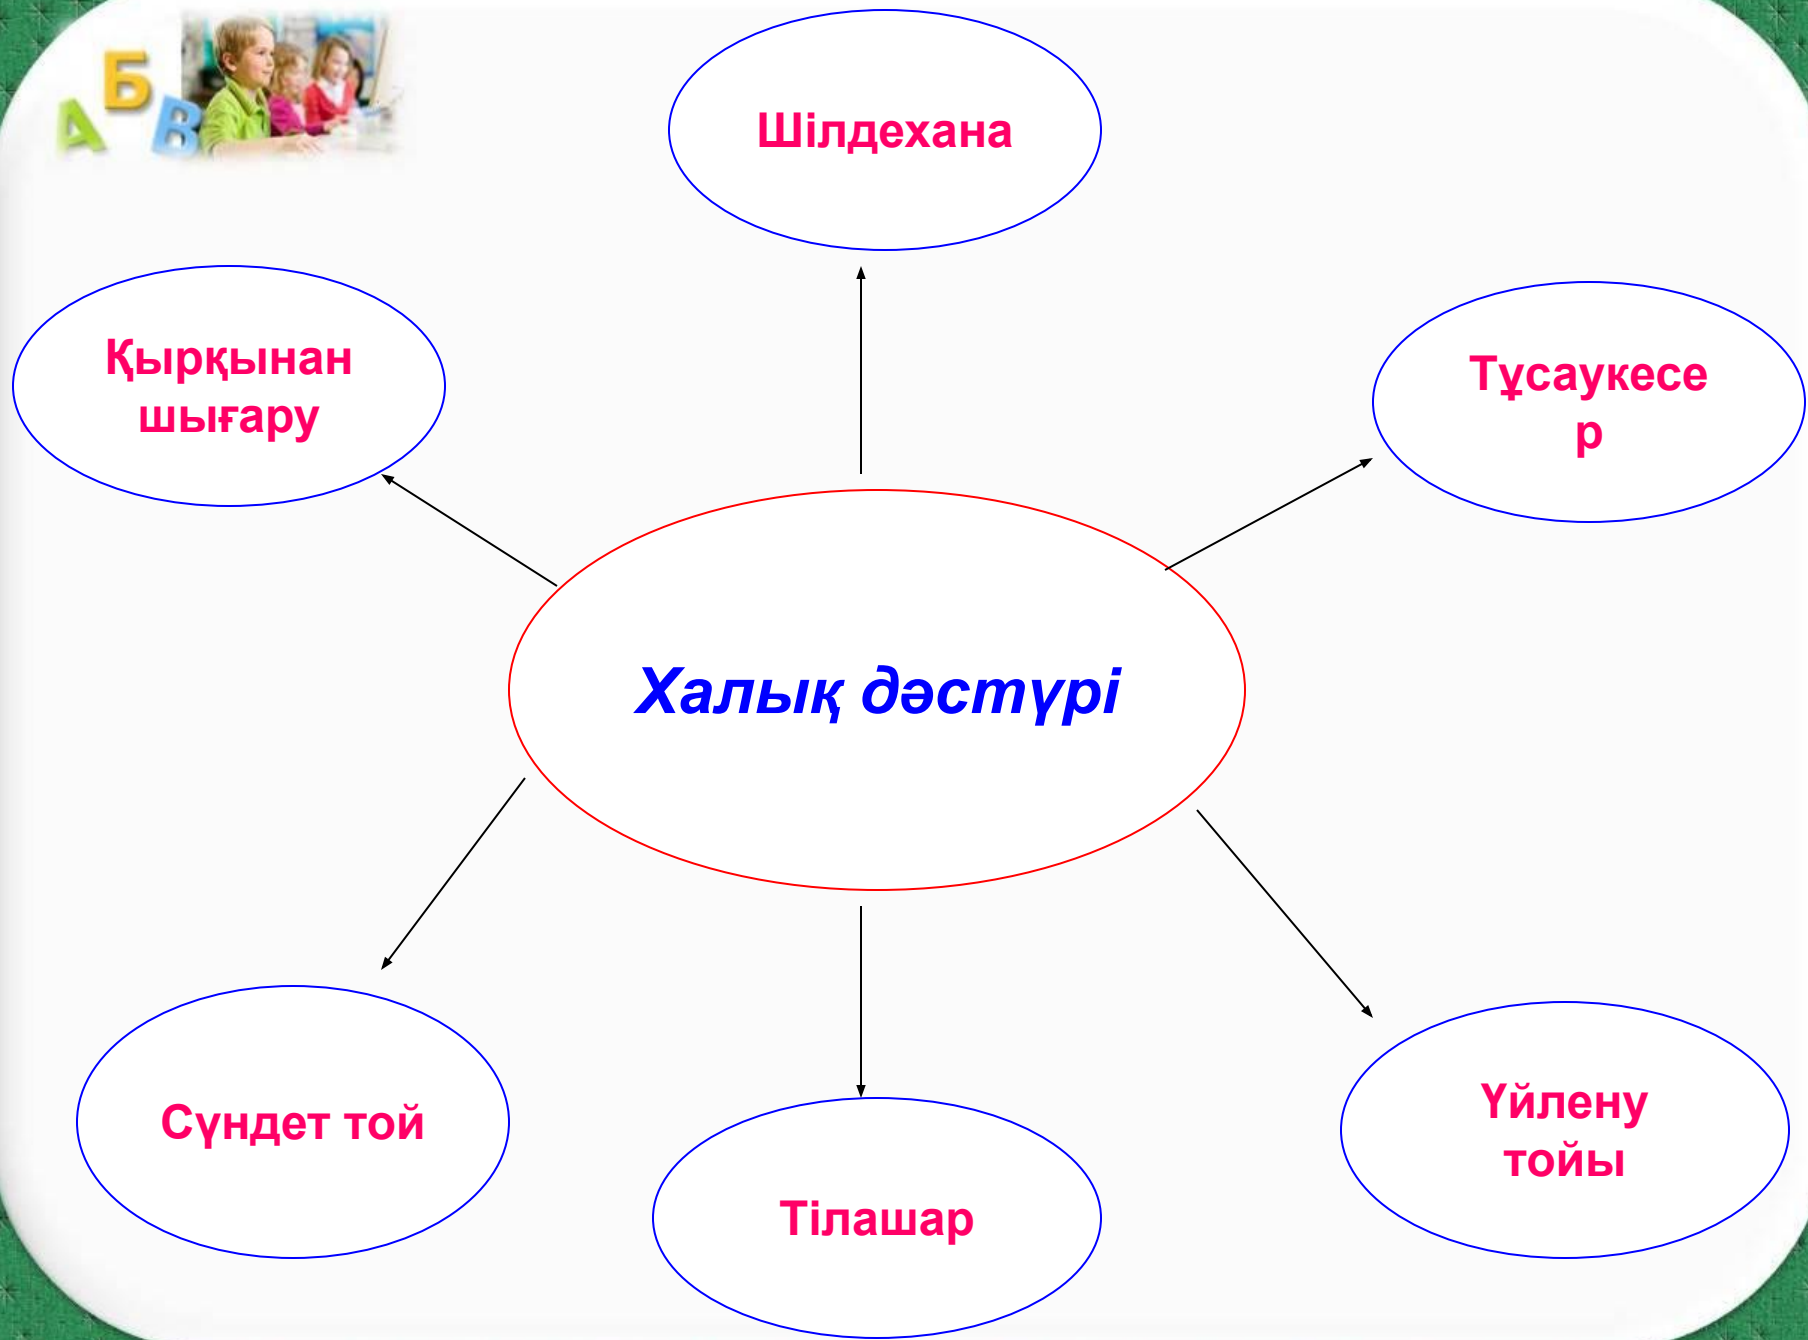 А
Б
В
Шілдехана
Қырқынан
шығару
Тұсаукесе
р
Халық дәстүрі
Сүндет той
Тілашар
Үйлену
тойы